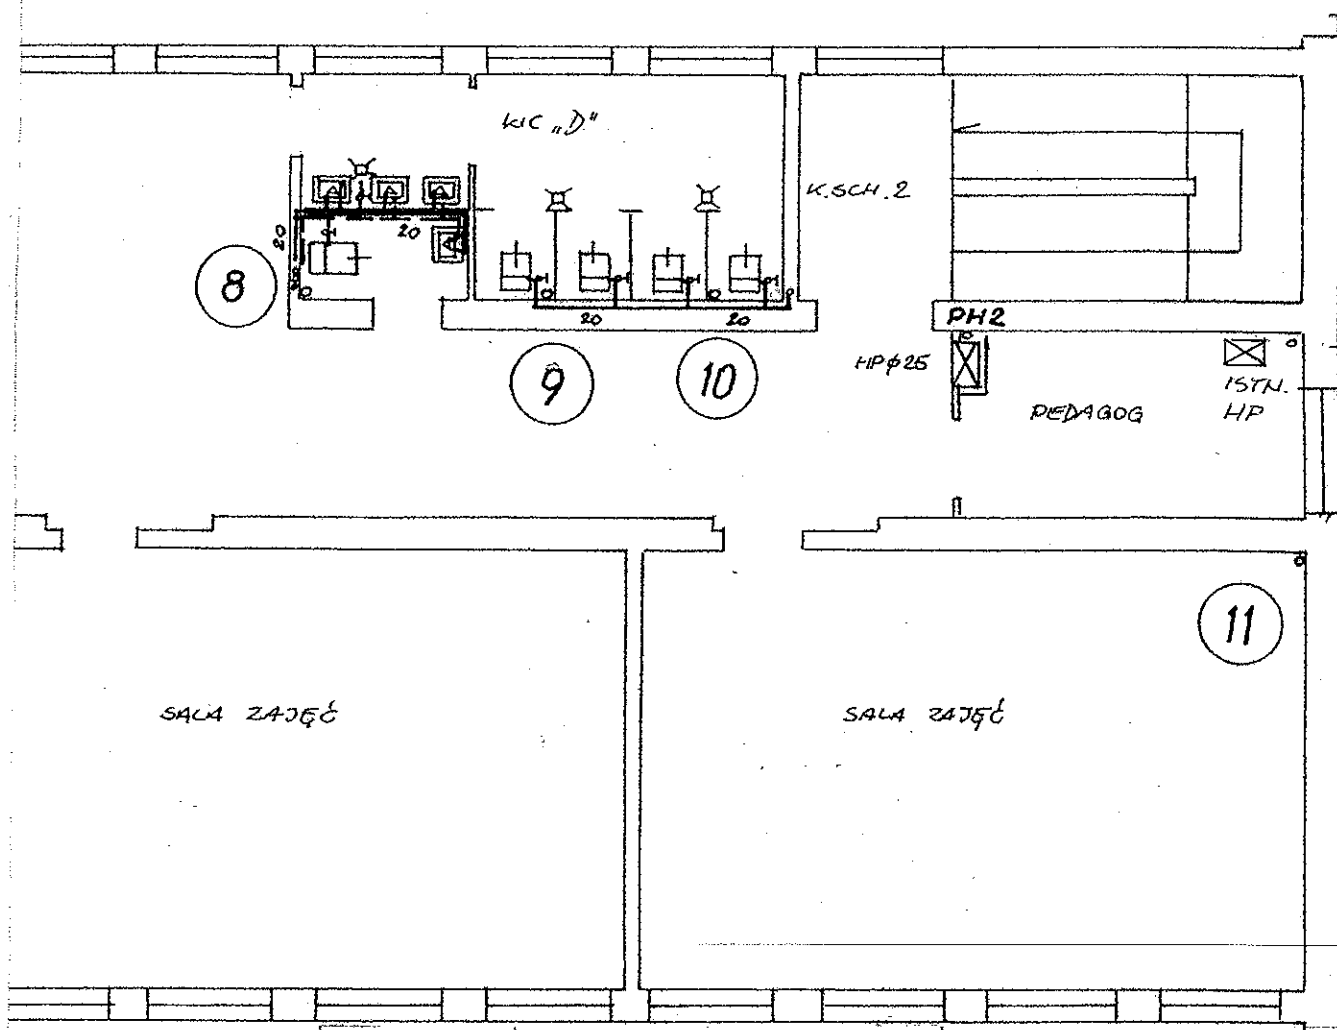 KIC „D"
K.SCH. 2
20
20
8
20
20
PH2
9
10
HPφ25
ISTN.
HP
PEDAGOG
11
SALA ZAJĘĆ
SALA ZAJĘĆ